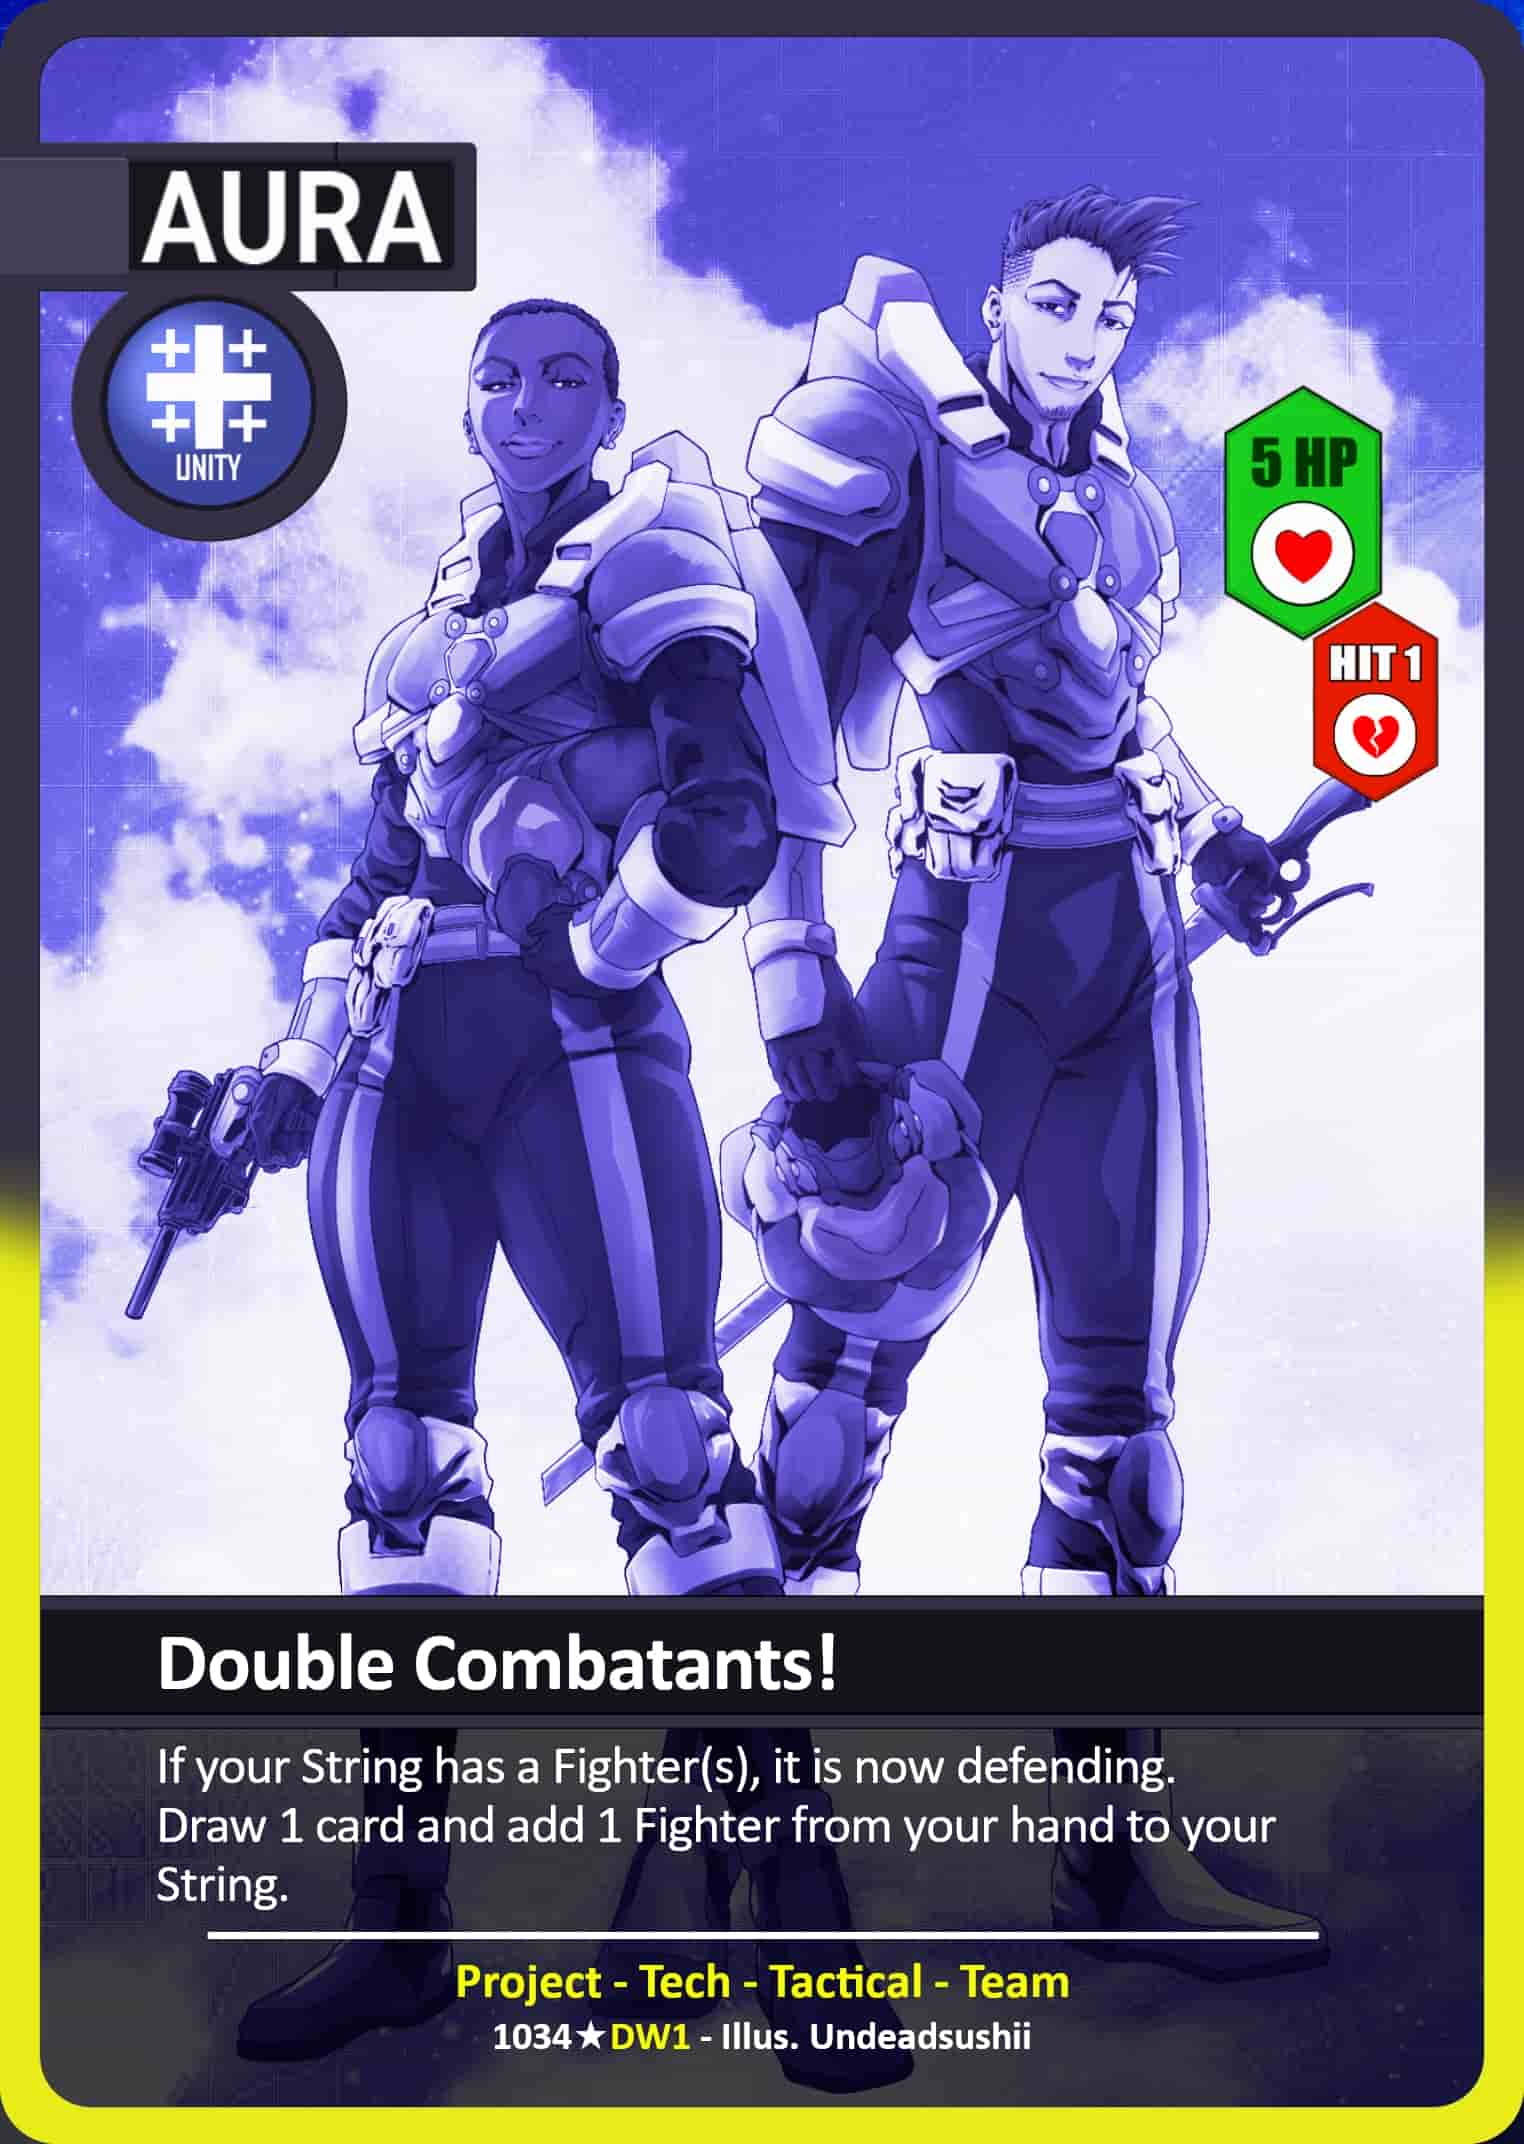 AURA
UNITY
5 HP
HIT 1
Double Combatants!
If your String has a Fighter(s), it is now defending.
Draw 1 card and add 1 Fighter from your hand to your
String.
Project - Tech - Tactical - Team
1034★DW1 - Illus. Undeadsushii